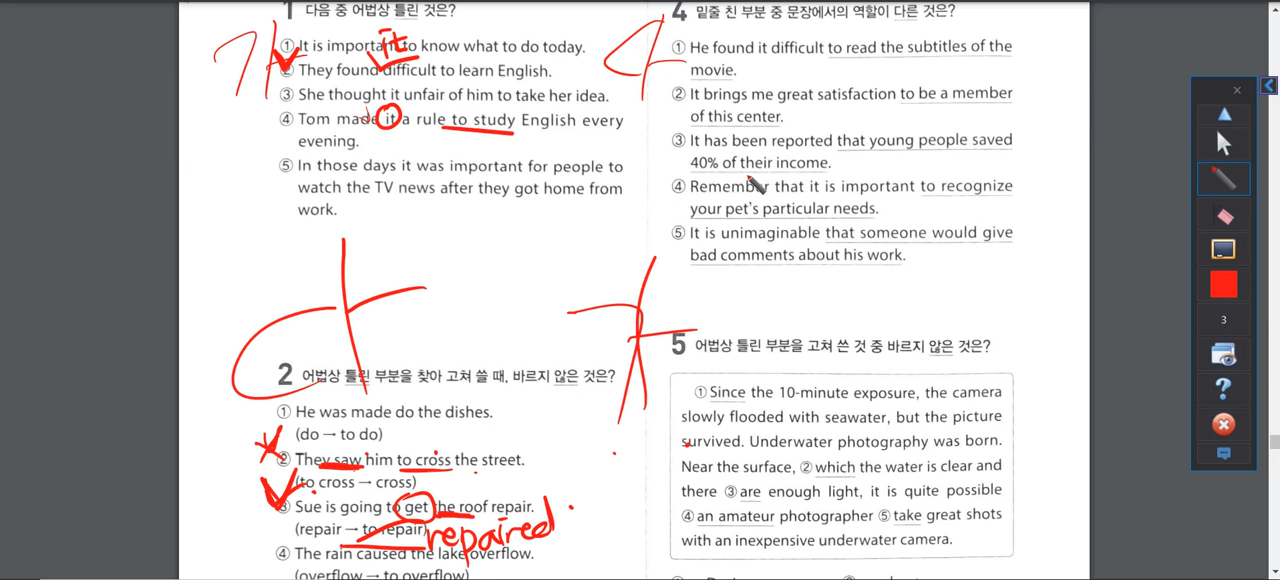 1 다음 중 어법상 틀린 것은?
① It is important to know what to do today.
it
② They found difficult to learn English.
③ She thought it unfair of him to take her idea.
④ Tom made it a rule to study English every
evening.
⑤ In those days it was important for people to
watch the TV news after they got home from
work.
2 어법상 틀린 부분을 찾아 고쳐 쓸 때, 바르지 않은 것은?
① He was made do the dishes.
(do → to do)
② They saw him to cross the street.
(to cross → cross)
③ Sue is going to get the roof repair.
(repair → to repair)
repaired
④ The rain caused the lake overflow.
(overflow → to overflow)
4 밑줄 친 부분 중 문장에서의 역할이 다른 것은?
① He found it difficult to read the subtitles of the
movie.
② It brings me great satisfaction to be a member
of this center.
③ It has been reported that young people saved
40% of their income.
④ Remember that it is important to recognize
your pet's particular needs.
⑤ It is unimaginable that someone would give
bad comments about his work.
5 어법상 틀린 부분을 고쳐 쓴 것 중 바르지 않은 것은?
① Since the 10-minute exposure, the camera
slowly flooded with seawater, but the picture
survived. Underwater photography was born.
Near the surface, ② which the water is clear and
there ③ are enough light, it is quite possible
④ an amateur photographer ⑤ take great shots
with an inexpensive underwater camera.
3